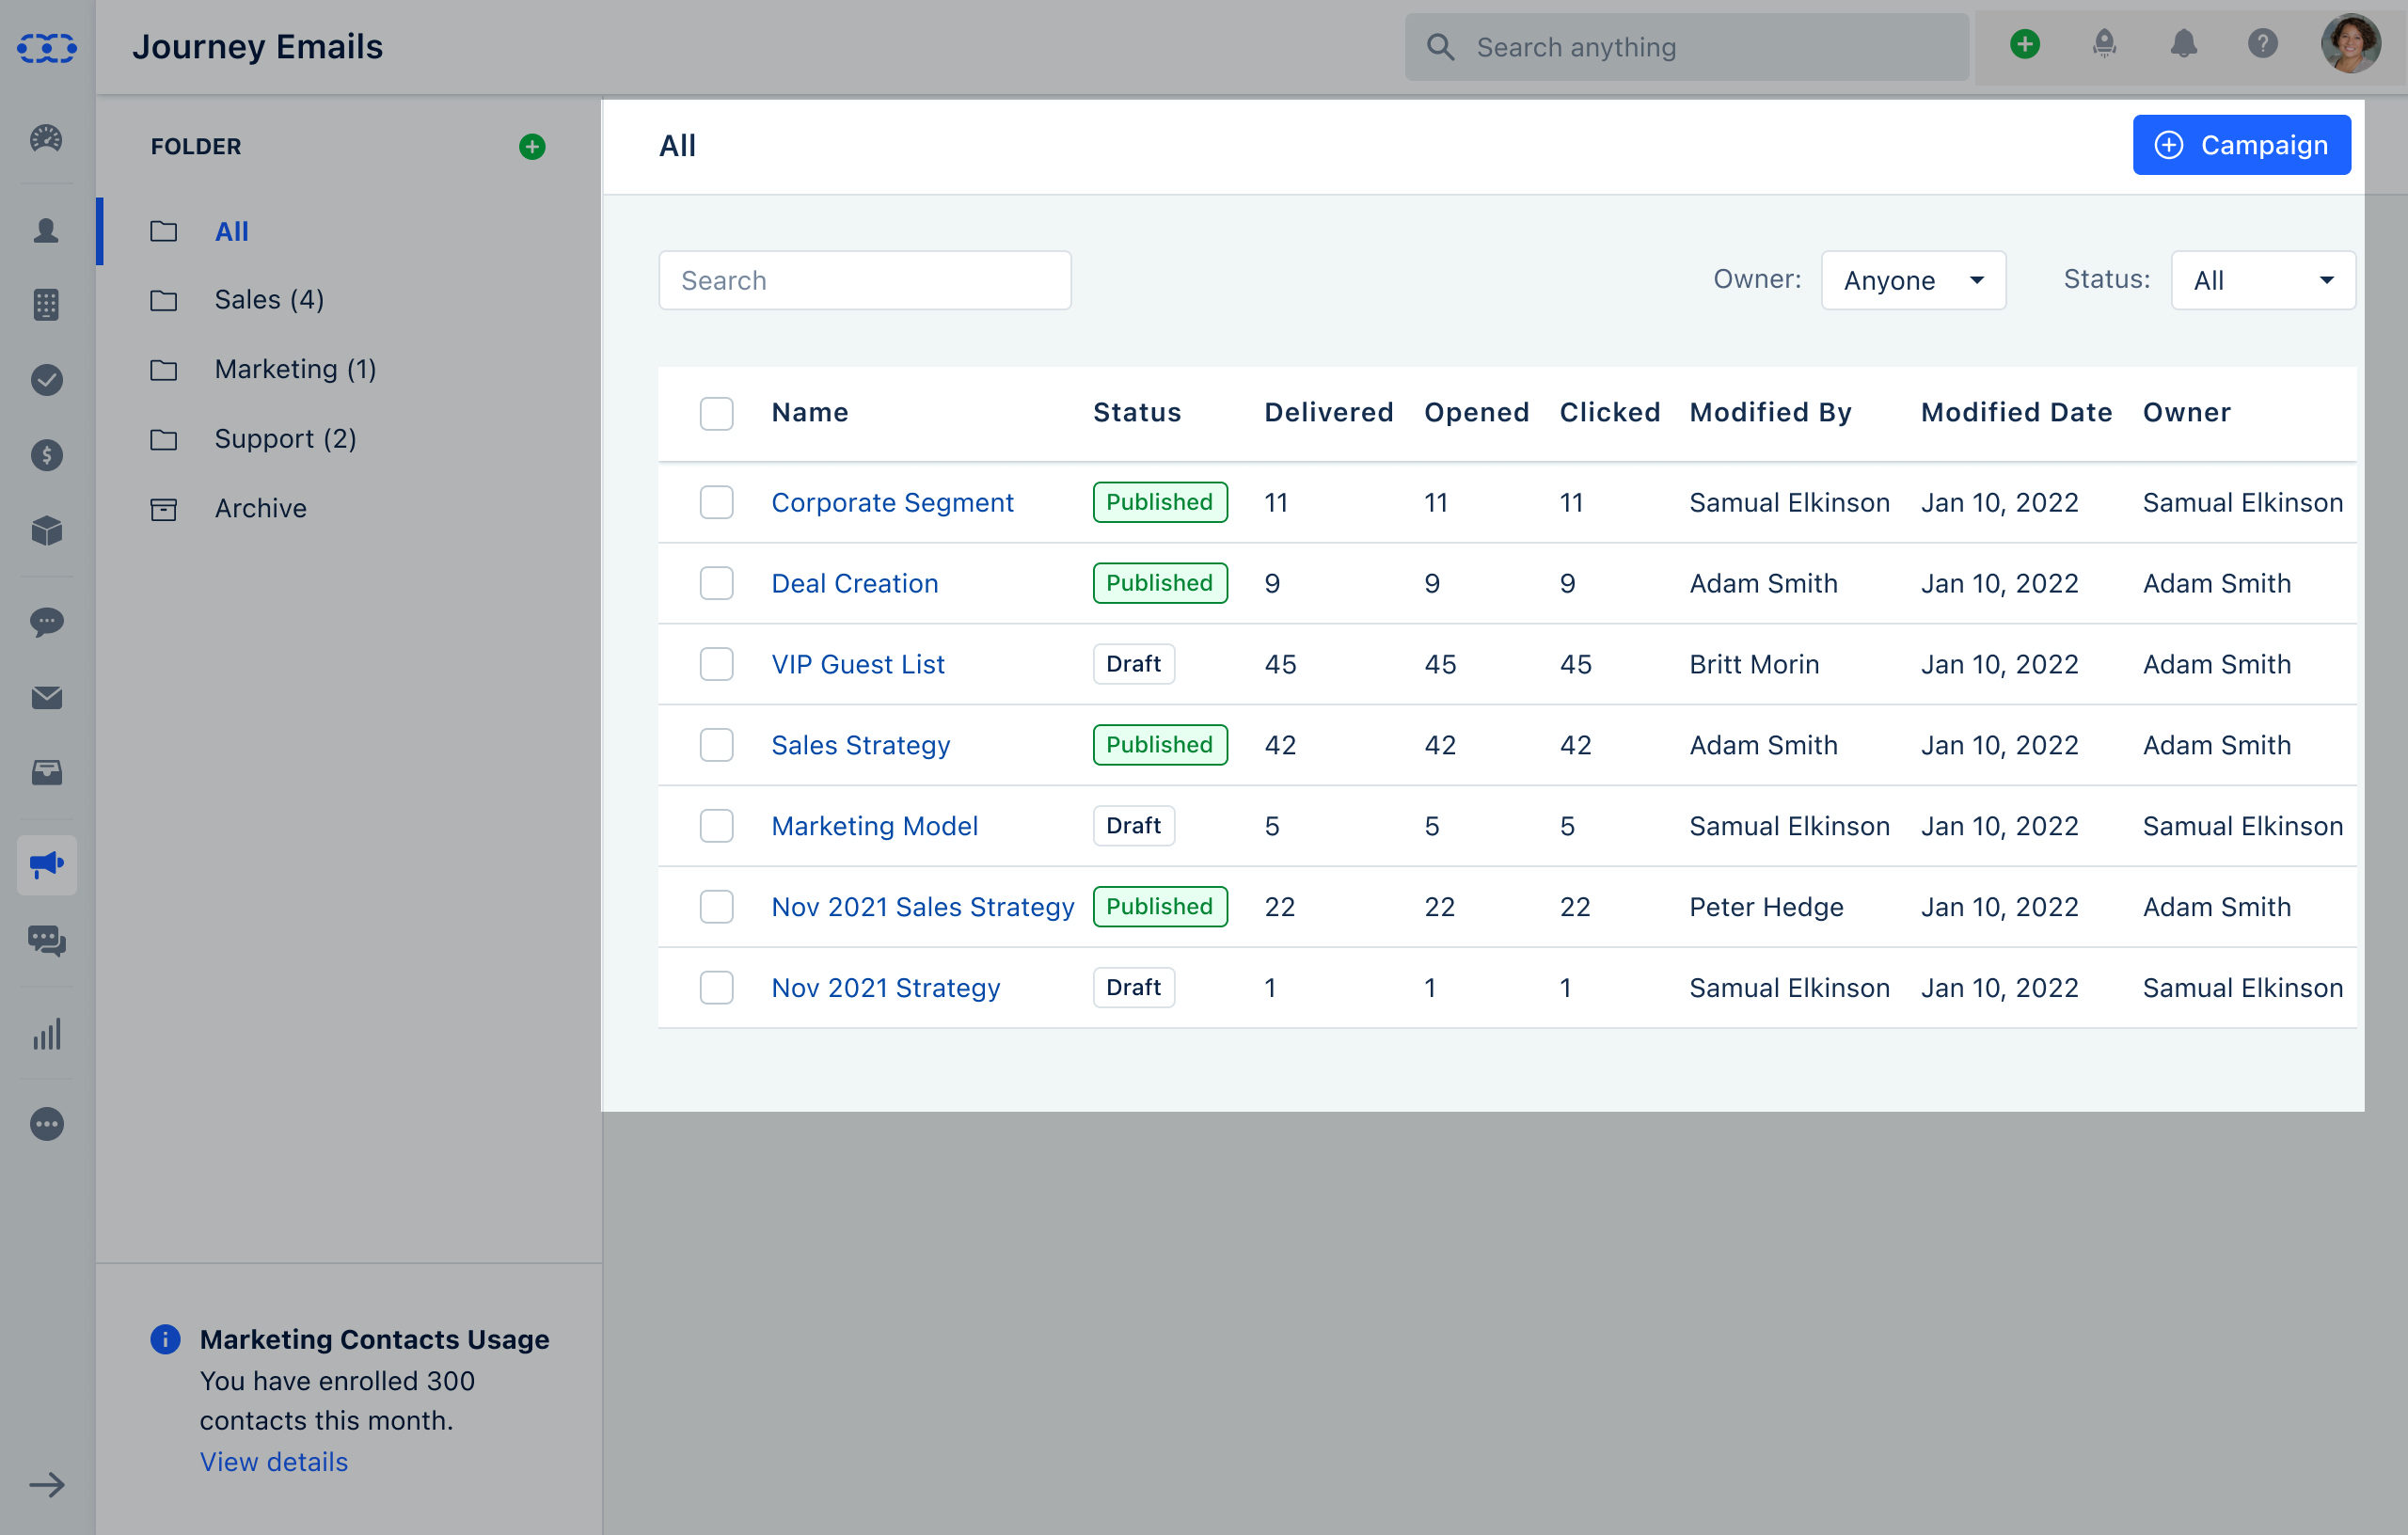 Journey Emails
Search anything
FOLDER
All
Sales (4)
Marketing (1)
Support (2)
Archive
Marketing Contacts Usage
You have enrolled 300
contacts this month.
View details
All
Campaign
Search
Owner: Anyone Status: All
Name Status Delivered Opened Clicked Modified By Modified Date Owner
Corporate Segment Published 11 11 11 Samual Elkinson Jan 10, 2022 Samual Elkinson
Deal Creation Published 9 9 9 Adam Smith Jan 10, 2022 Adam Smith
VIP Guest List Draft 45 45 45 Britt Morin Jan 10, 2022 Adam Smith
Sales Strategy Published 42 42 42 Adam Smith Jan 10, 2022 Adam Smith
Marketing Model Draft 5 5 5 Samual Elkinson Jan 10, 2022 Samual Elkinson
Nov 2021 Sales Strategy Published 22 22 22 Peter Hedge Jan 10, 2022 Adam Smith
Nov 2021 Strategy Draft 1 1 1 Samual Elkinson Jan 10, 2022 Samual Elkinson